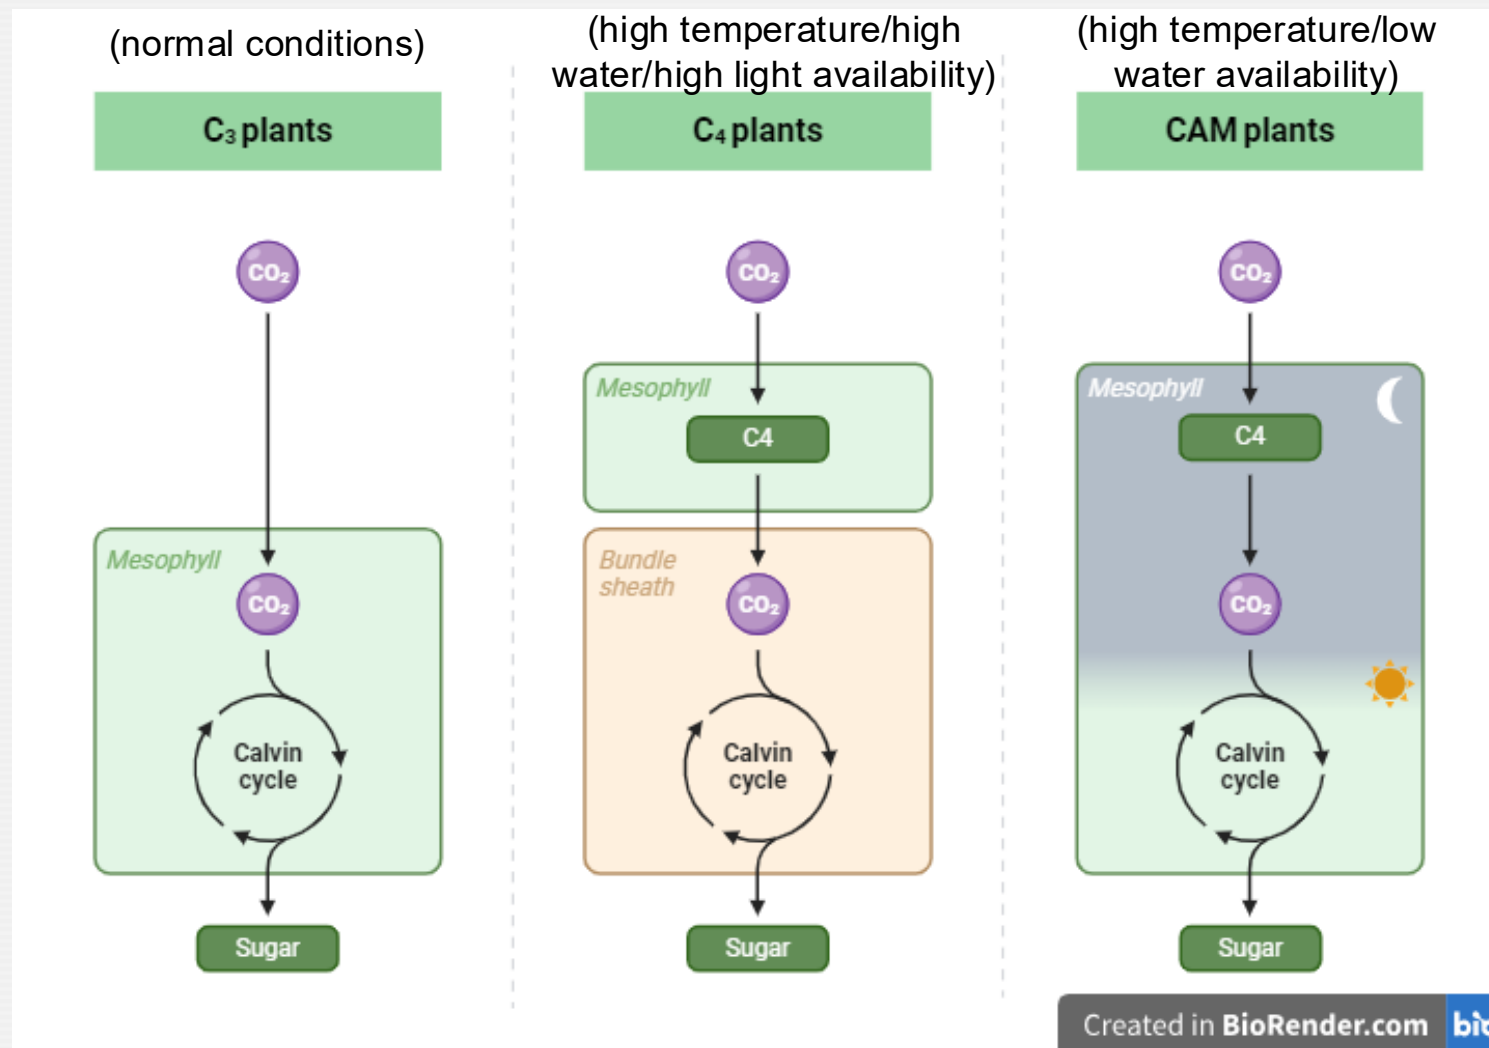 (normal conditions)
C₃ plants
CO₂
Mesophyll
CO₂
Calvin
cycle
Sugar
(high temperature/high
water/high light availability)
C₄ plants
CO₂
Mesophyll
C4
Bundle
sheath
CO₂
Calvin
cycle
Sugar
(high temperature/low
water availability)
CAM plants
CO₂
Mesophyll
C4
CO₂
Calvin
cycle
Sugar
Created in BioRender.com